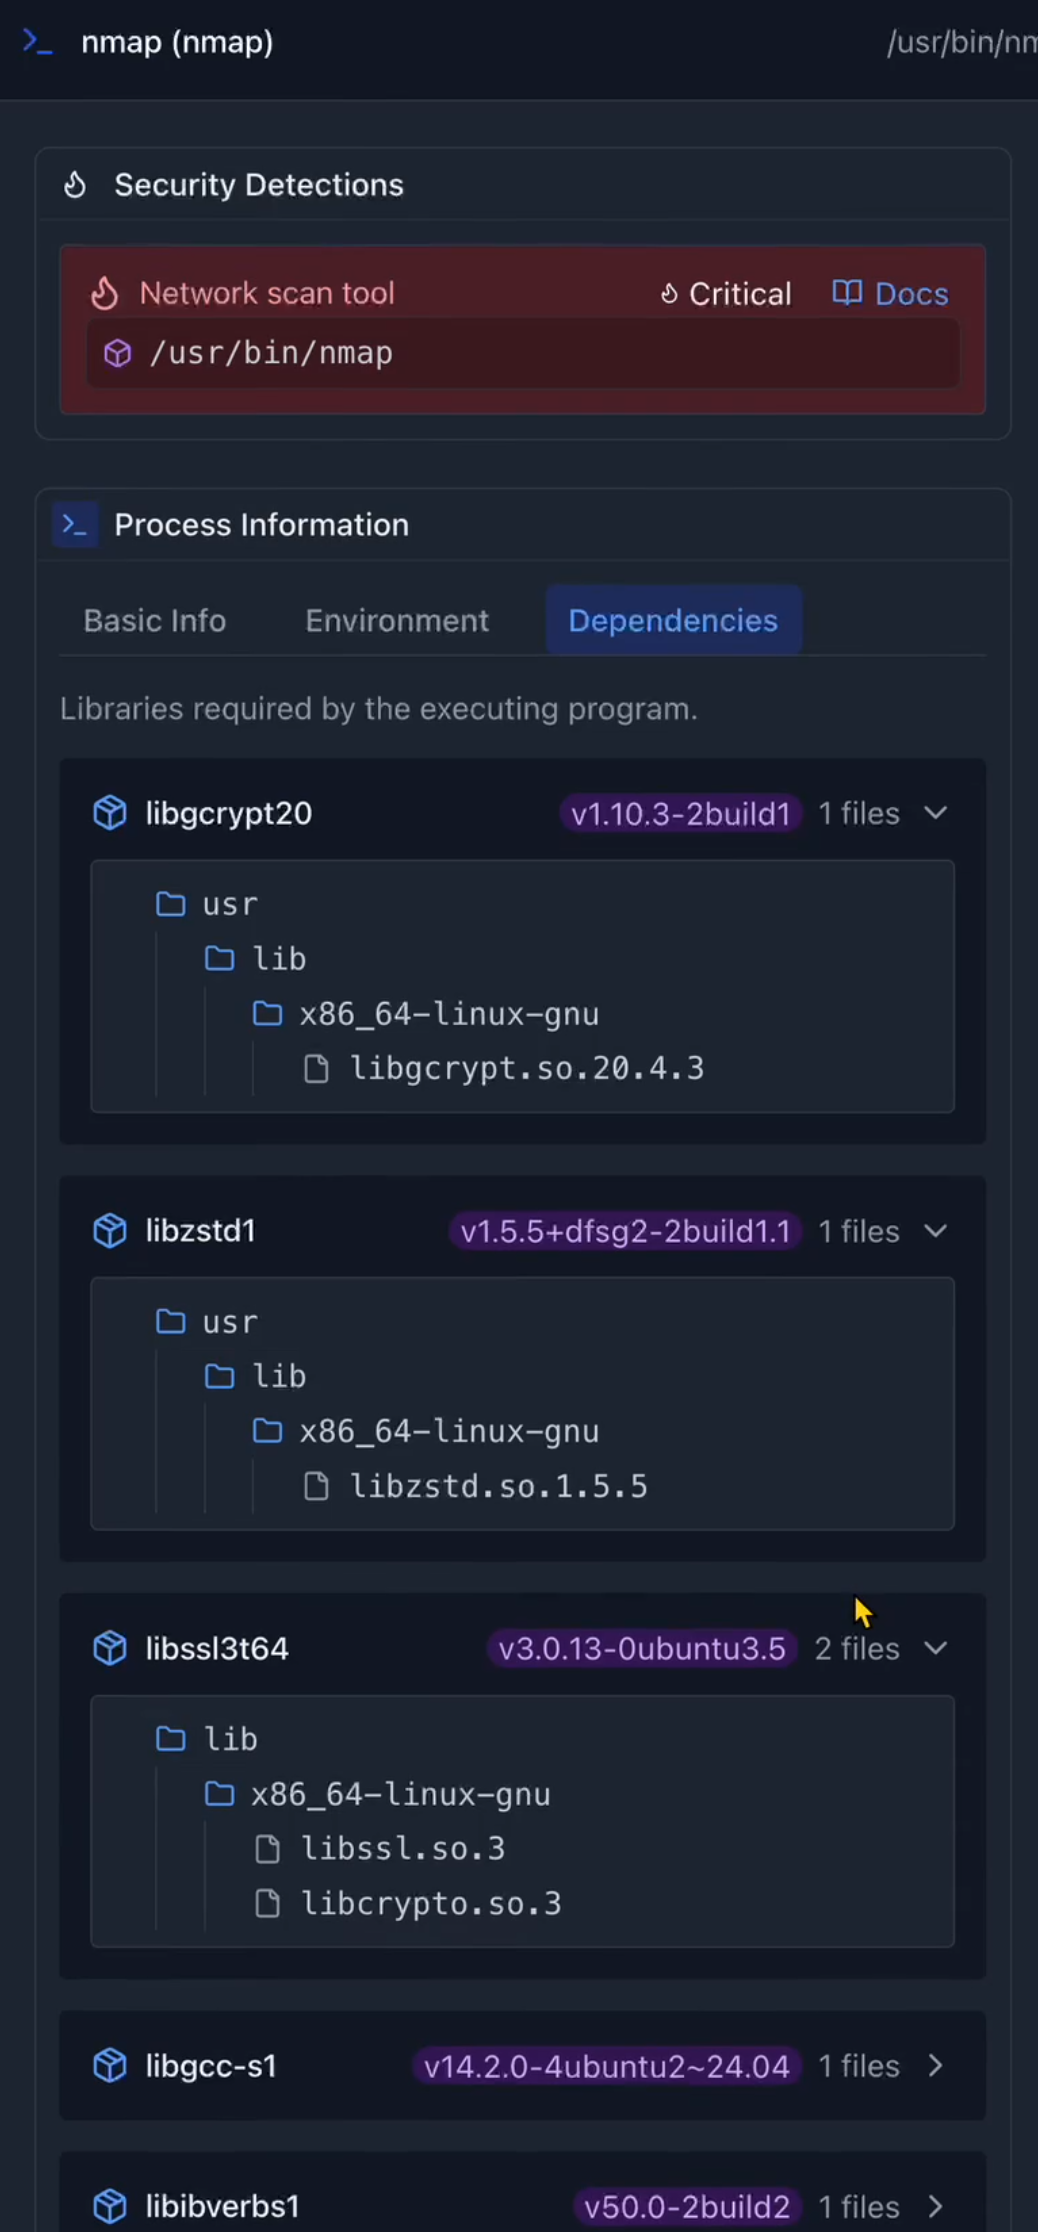 nmap (nmap) /usr/bin/nm
Security Detections
Network scan tool Critical Docs
/usr/bin/nmap
Process Information
Basic Info Environment Dependencies
Libraries required by the executing program.
libgcrypt20 v1.10.3-2build1 1 files
usr
lib
x86_64-linux-gnu
libgcrypt.so.20.4.3
libzstd1 v1.5.5+dfsg2-2build1.1 1 files
usr
lib
x86_64-linux-gnu
libzstd.so.1.5.5
libssl3t64 v3.0.13-0ubuntu3.5 2 files
lib
x86_64-linux-gnu
libssl.so.3
libcrypto.so.3
libgcc-s1 v14.2.0-4ubuntu2~24.04 1 files
libibverbs1 v50.0-2build2 1 files